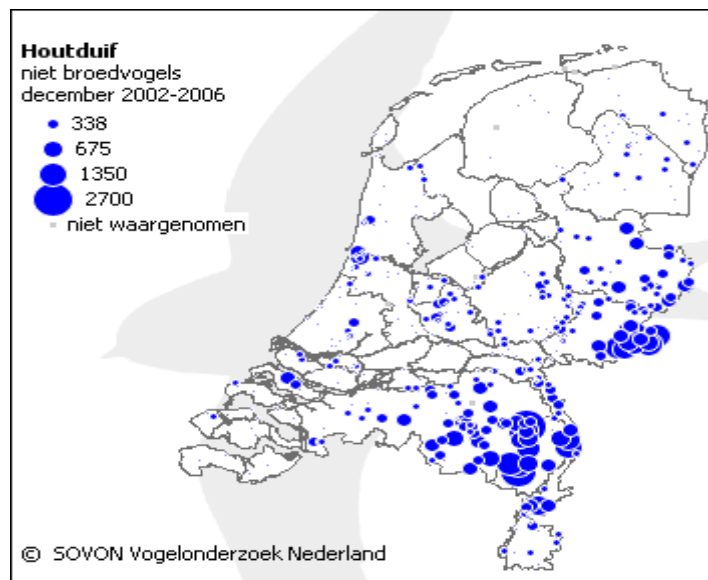 Houtduif
niet broedvogels
december 2002-2006
338
675
1350
2700
niet waargenomen
© SOVON Vogelonderzoek Nederland